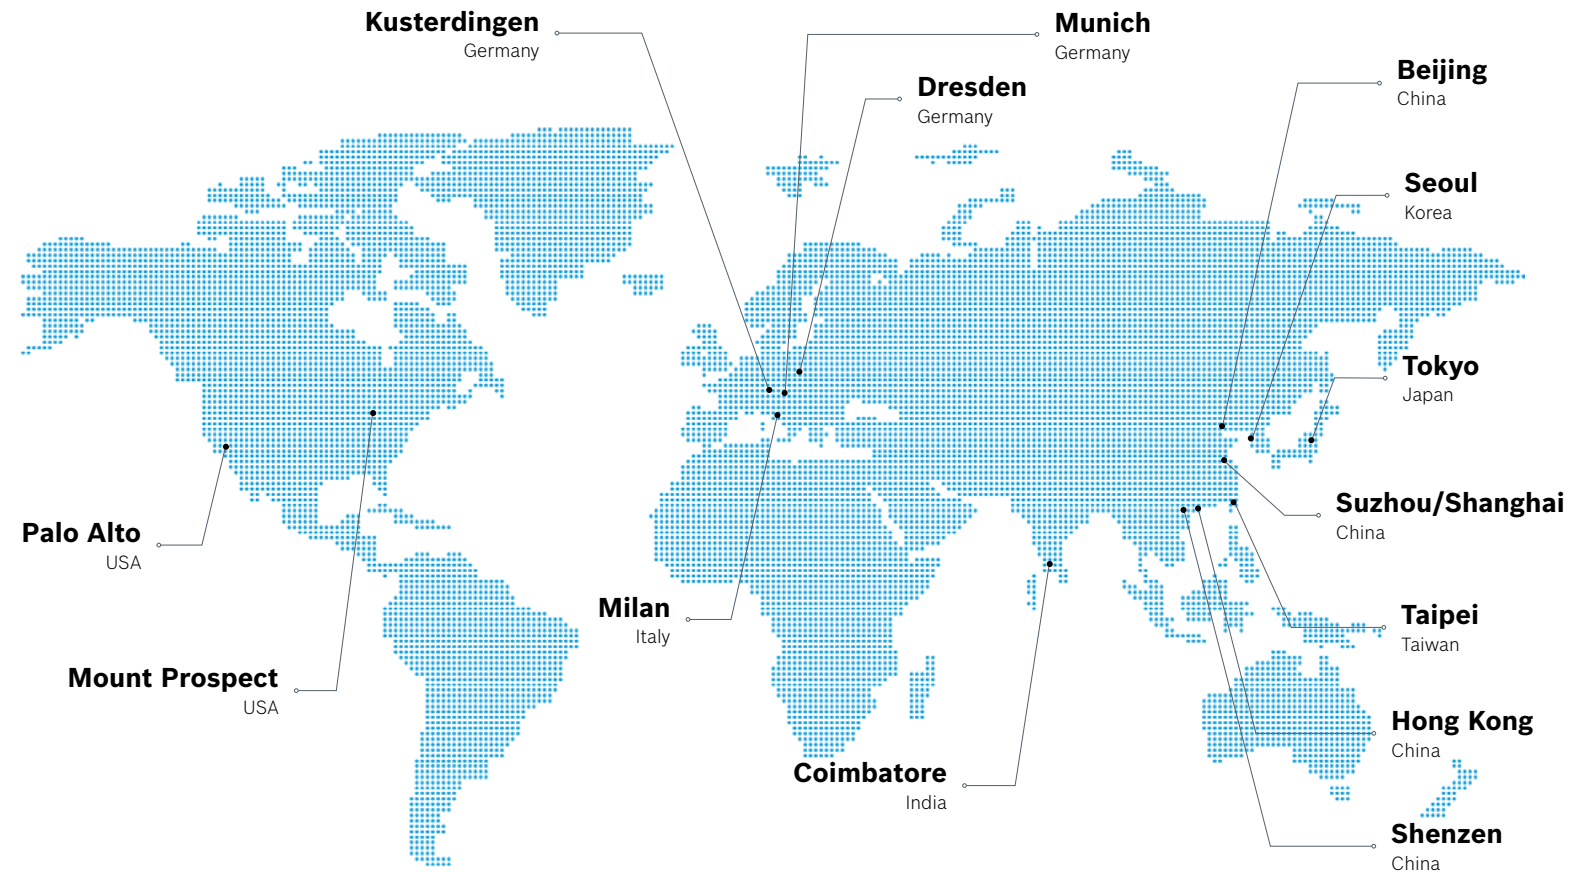 Kusterdingen
Germany
Munich
Germany
Dresden
Germany
Beijing
China
Seoul
Korea
Tokyo
Japan
Suzhou/Shanghai
China
Palo Alto
USA
Milan
Italy
Taipei
Taiwan
Mount Prospect
USA
Hong Kong
China
Coimbatore
India
Shenzen
China